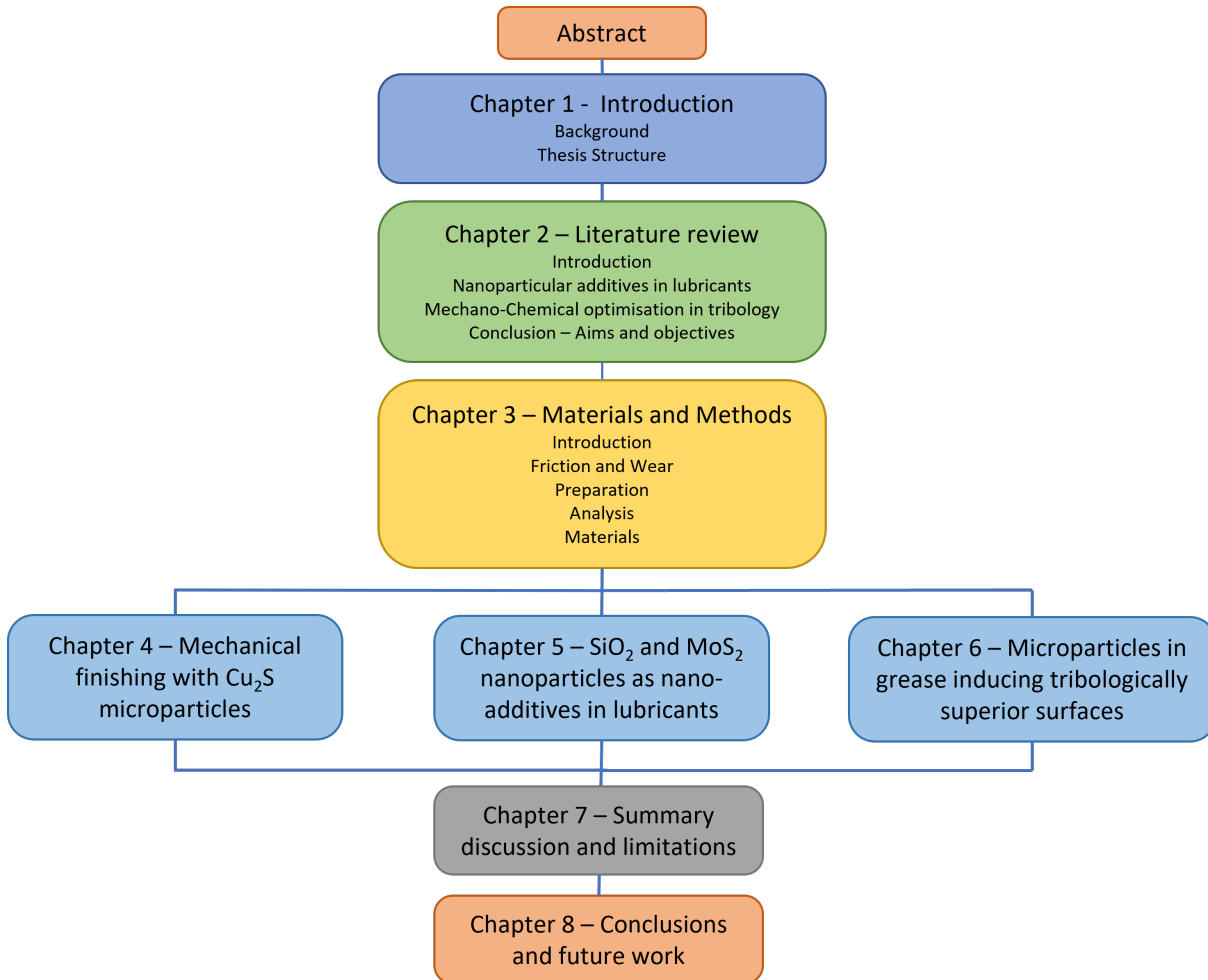 Abstract
Chapter 1 -  Introduction
Background
Thesis Structure
Chapter 2 – Literature review
Introduction
Nanoparticular additives in lubricants
Mechano-Chemical optimisation in tribology
Conclusion – Aims and objectives
Chapter 3 – Materials and Methods
Introduction
Friction and Wear
Preparation
Analysis
Materials
Chapter 4 – Mechanical
finishing with Cu₂S
microparticles
Chapter 5 – SiO₂ and MoS₂
nanoparticles as nano-
additives in lubricants
Chapter 6 – Microparticles in
grease inducing tribologically
superior surfaces
Chapter 7 – Summary
discussion and limitations
Chapter 8 – Conclusions
and future work